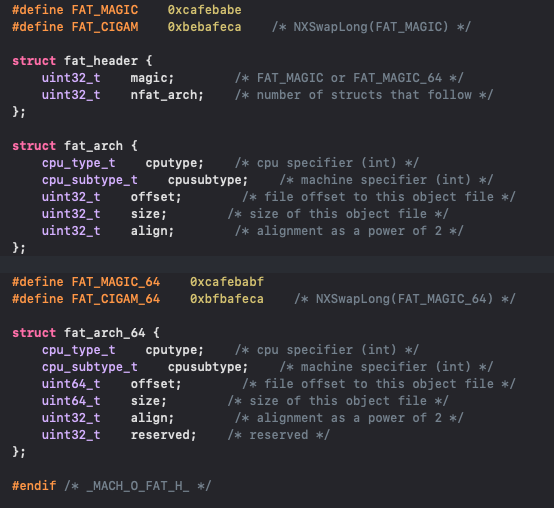 #define FAT_MAGIC    0xcafebabe
#define FAT_CIGAM    0xbebafeca    /* NXSwapLong(FAT_MAGIC) */
struct fat_header {
    uint32_t    magic;        /* FAT_MAGIC or FAT_MAGIC_64 */
    uint32_t    nfat_arch;    /* number of structs that follow */
};
struct fat_arch {
    cpu_type_t    cputype;    /* cpu specifier (int) */
    cpu_subtype_t    cpusubtype;    /* machine specifier (int) */
    uint32_t    offset;        /* file offset to this object file */
    uint32_t    size;        /* size of this object file */
    uint32_t    align;        /* alignment as a power of 2 */
};
#define FAT_MAGIC_64    0xcafebabf
#define FAT_CIGAM_64    0xbfbafeca    /* NXSwapLong(FAT_MAGIC_64) */
struct fat_arch_64 {
    cpu_type_t    cputype;    /* cpu specifier (int) */
    cpu_subtype_t    cpusubtype;    /* machine specifier (int) */
    uint64_t    offset;        /* file offset to this object file */
    uint64_t    size;        /* size of this object file */
    uint32_t    align;        /* alignment as a power of 2 */
    uint32_t    reserved;    /* reserved */
};
#endif /* _MACH_O_FAT_H_ */